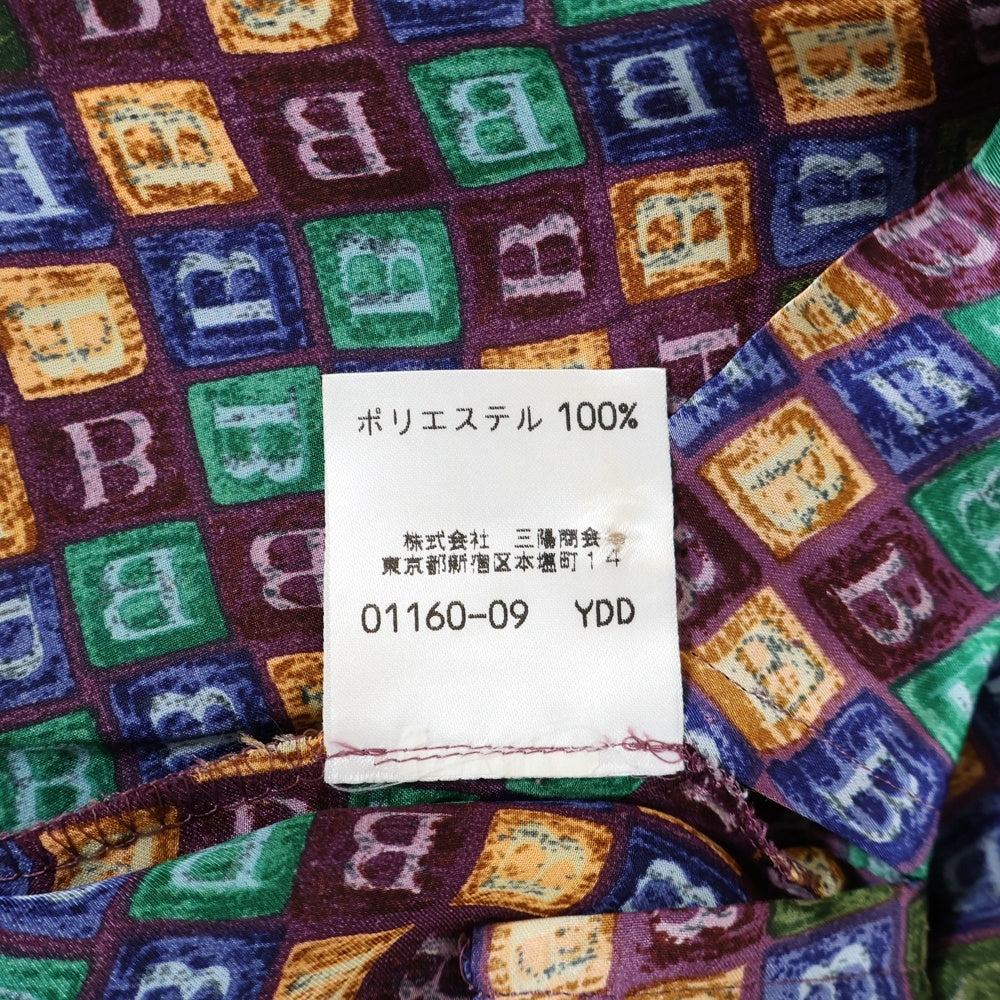 ポリエステル 100%
株式会社 三陽商会
東京都新宿区本塩町14
01160-09 YDD